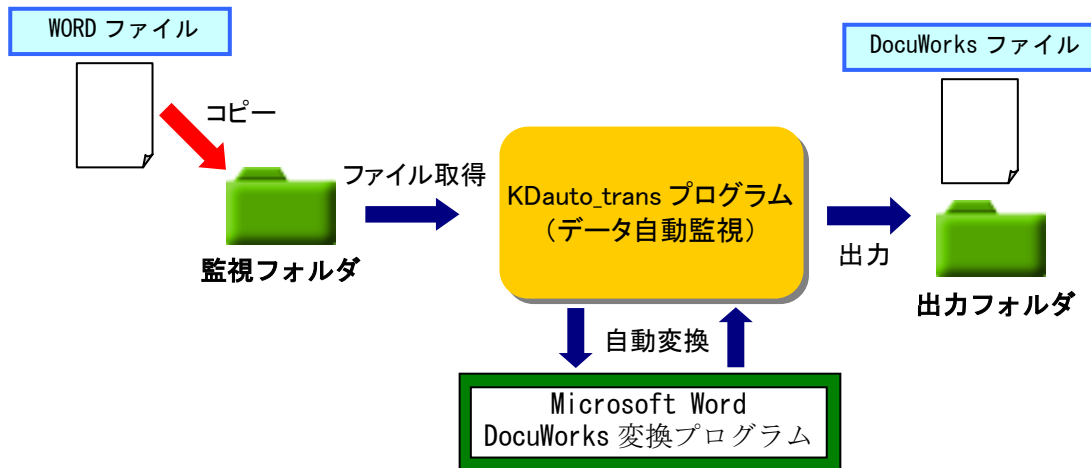 WORD ファイル
DocuWorks ファイル
コピー
ファイル取得
KDauto_trans プログラム
（データ自動監視）
出力
監視フォルダ
出力フォルダ
自動変換
Microsoft Word
DocuWorks 変換プログラム